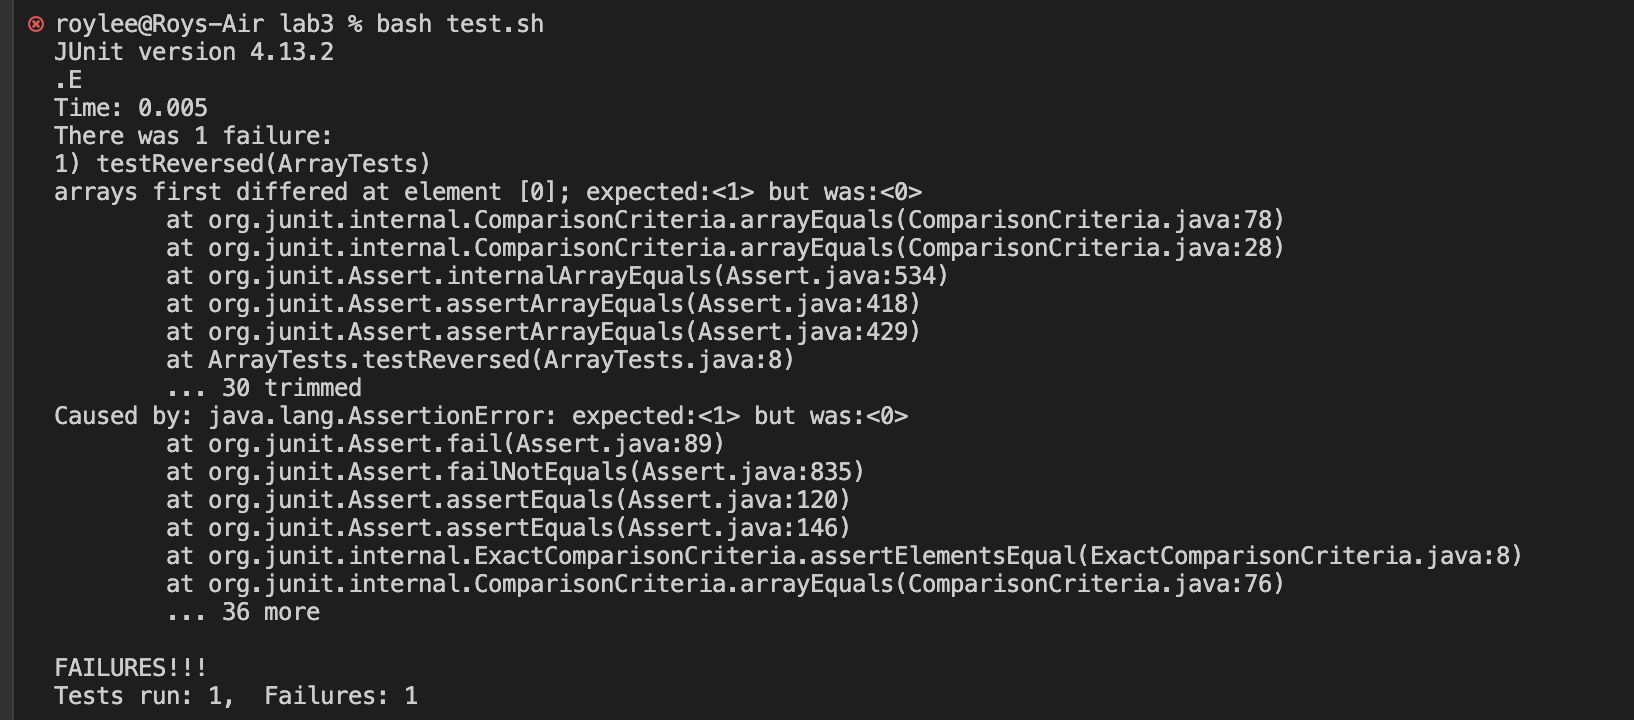 roylee@Roys-Air lab3 % bash test.sh
JUnit version 4.13.2
.E
Time: 0.005
There was 1 failure:
1) testReversed(ArrayTests)
arrays first differed at element [0]; expected:<1> but was:<0>
        at org.junit.internal.ComparisonCriteria.arrayEquals(ComparisonCriteria.java:78)
        at org.junit.internal.ComparisonCriteria.arrayEquals(ComparisonCriteria.java:28)
        at org.junit.Assert.internalArrayEquals(Assert.java:534)
        at org.junit.Assert.assertArrayEquals(Assert.java:418)
        at org.junit.Assert.assertArrayEquals(Assert.java:429)
        at ArrayTests.testReversed(ArrayTests.java:8)
        ... 30 trimmed
Caused by: java.lang.AssertionError: expected:<1> but was:<0>
        at org.junit.Assert.fail(Assert.java:89)
        at org.junit.Assert.failNotEquals(Assert.java:835)
        at org.junit.Assert.assertEquals(Assert.java:120)
        at org.junit.Assert.assertEquals(Assert.java:146)
        at org.junit.internal.ExactComparisonCriteria.assertElementsEqual(ExactComparisonCriteria.java:8)
        at org.junit.internal.ComparisonCriteria.arrayEquals(ComparisonCriteria.java:76)
        ... 36 more

FAILURES!!!
Tests run: 1,  Failures: 1